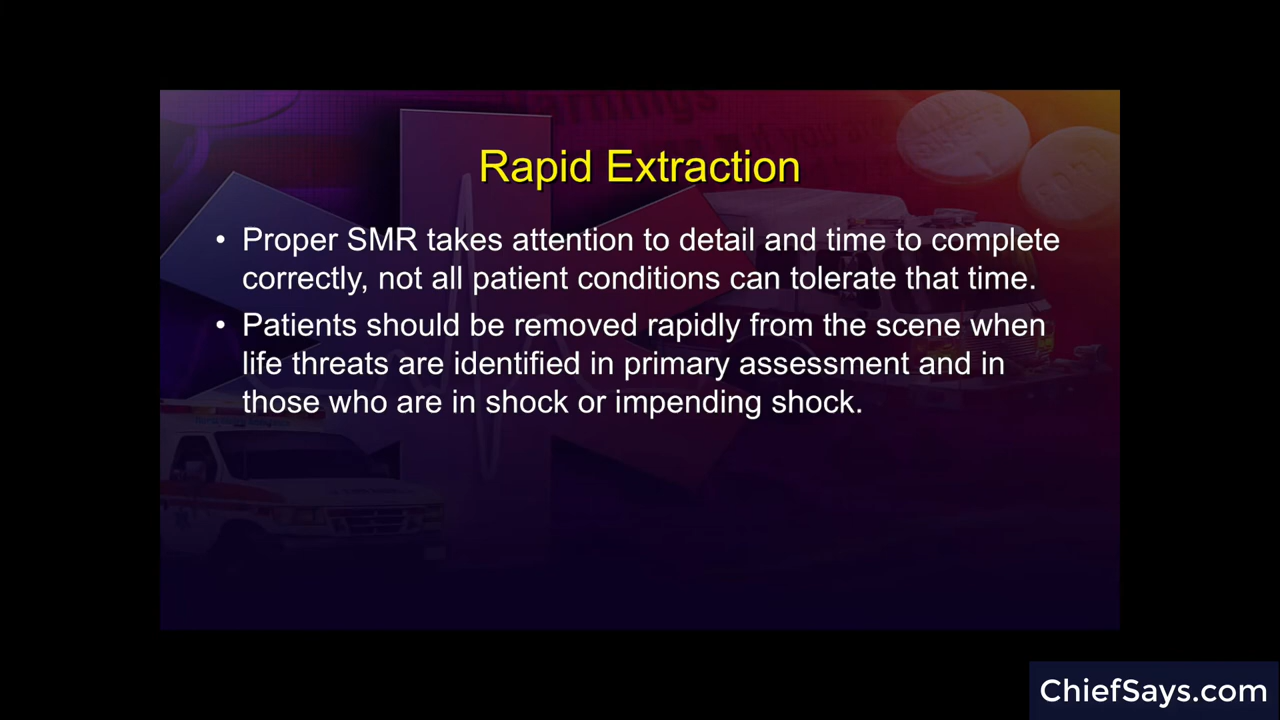 Rapid Extraction
• Proper SMR takes attention to detail and time to complete
correctly, not all patient conditions can tolerate that time.
• Patients should be removed rapidly from the scene when
life threats are identified in primary assessment and in
those who are in shock or impending shock.
ChiefSays.com